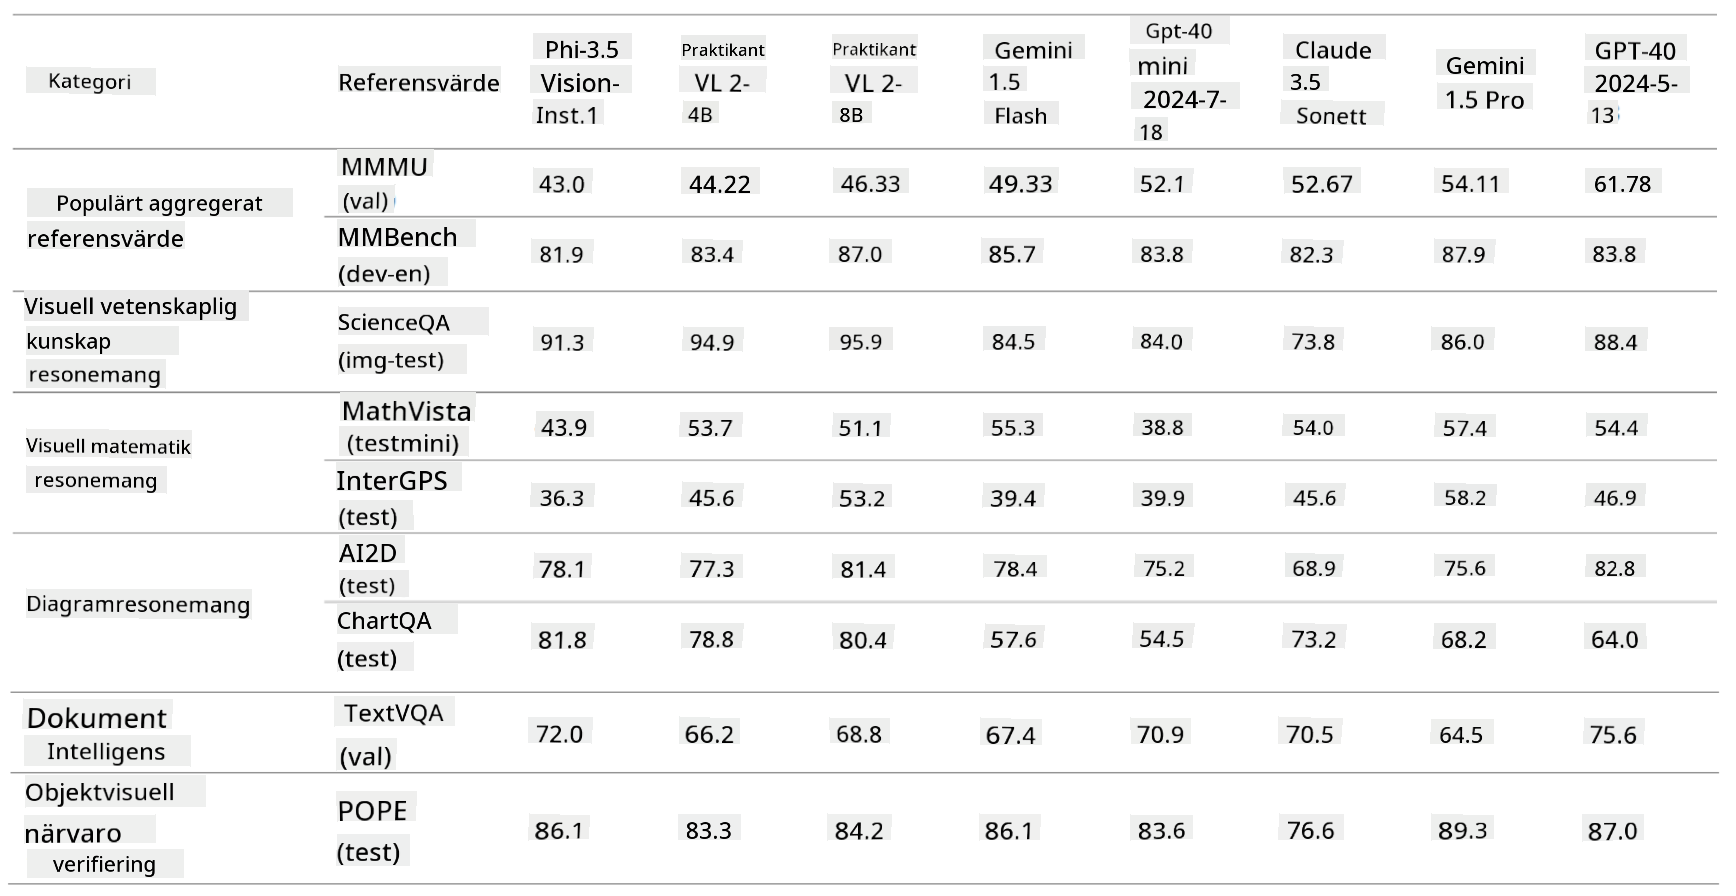 Kategori
Referensvärde
Phi-3.5
Vision-
Inst.1
Praktikant
VL 2-
4B
Praktikant
VL 2-
8B
Gemini
1.5
Flash
Gpt-40
mini
2024-7-
18
Claude
3.5
Sonett
Gemini
1.5 Pro
GPT-40
2024-5-
13
Populärt aggregerat
referensvärde
MMMU
(val)
43.0 44.22 46.33 49.33 52.1 52.67 54.11 61.78
MMBench
(dev-en)
81.9 83.4 87.0 85.7 83.8 82.3 87.9 83.8
Visuell vetenskaplig
kunskap
resonemang
ScienceQA
(img-test)
91.3 94.9 95.9 84.5 84.0 73.8 86.0 88.4
Visuell matematik
resonemang
MathVista
(testmini)
43.9 53.7 51.1 55.3 38.8 54.0 57.4 54.4
InterGPS
(test)
36.3 45.6 53.2 39.4 39.9 45.6 58.2 46.9
Diagramresonemang
AI2D
(test)
78.1 77.3 81.4 78.4 75.2 68.9 75.6 82.8
ChartQA
(test)
81.8 78.8 80.4 57.6 54.5 73.2 68.2 64.0
Dokument
Intelligens
TextVQA
(val)
72.0 66.2 68.8 67.4 70.9 70.5 64.5 75.6
Objektvisuell
närvaro
verifiering
POPE
(test)
86.1 83.3 84.2 86.1 83.6 76.6 89.3 87.0